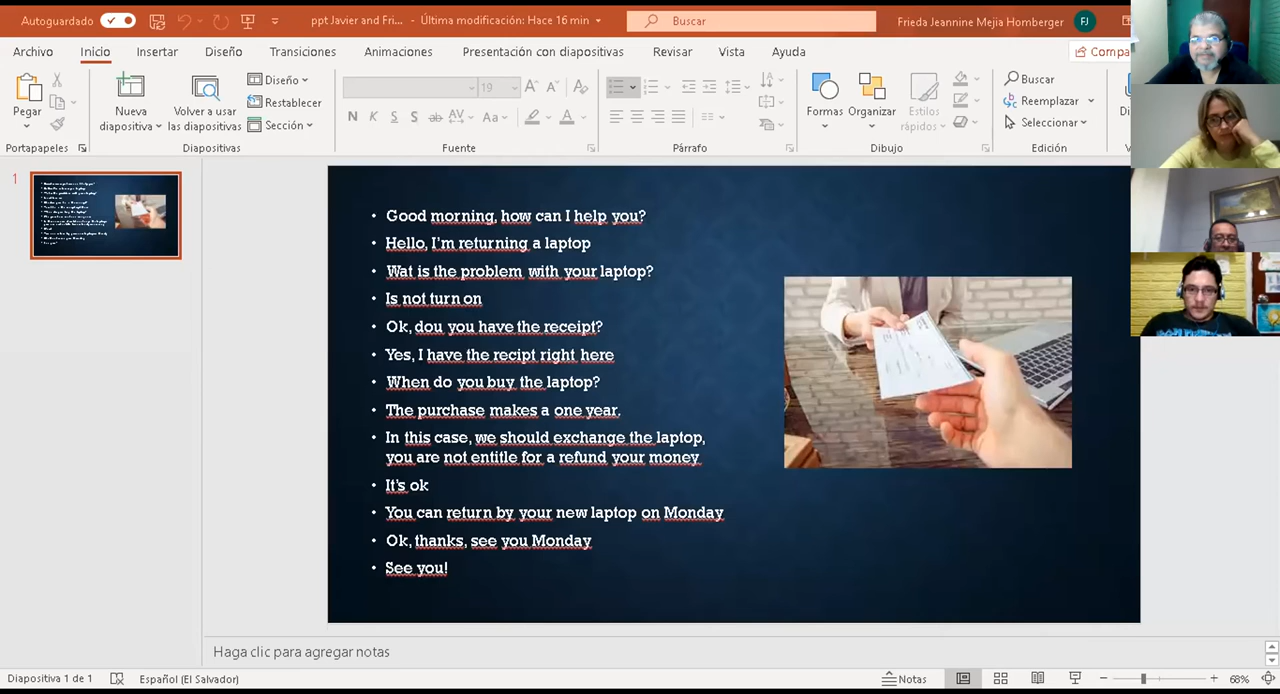 Autoguardado
ppt Javier and Fri... - Última modificación: Hace 16 min
Buscar
Frieda Jeannine Mejia Homberger
FJ
Archivo Inicio Insertar Diseño Transiciones Animaciones Presentación con diapositivas Revisar Vista Ayuda
Pegar
Nueva diapositiva
Volver a usar las diapositivas
Diseño
Restablecer
Sección
19
N K S S ab AV Aa A
Formas
Organizar
Estilos rápidos
Buscar
Reemplazar
Seleccionar
Portapapeles Diapositivas Fuente Párrafo Dibujo Edición
1
• Good morning, how can I help you?
• Hello, I'm returning a laptop
• Wat is the problem with your laptop?
• Is not turn on
• Ok, dou you have the receipt?
• Yes, I have the recipt right here
• When do you buy the laptop?
• The purchase makes a one year.
• In this case, we should exchange the laptop,
you are not entitle for a refund your money
• It's ok
• You can return by your new laptop on Monday
• Ok, thanks, see you Monday
• See you!
Haga clic para agregar notas
Diapositiva 1 de 1
Español (El Salvador)
Notas
68%